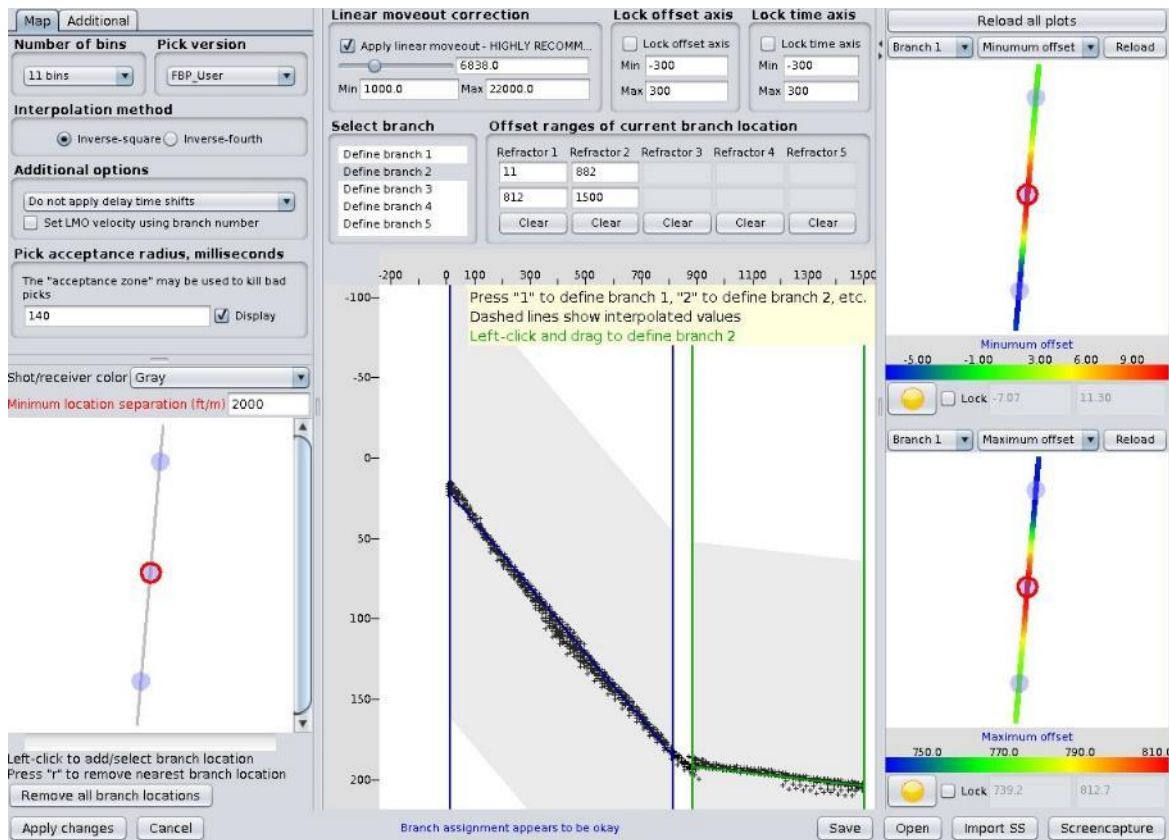 Map
Additional
Number of bins
Pick version
11 bins
FBP_User
Interpolation method
Inverse-square
Inverse-fourth
Additional options
Do not apply delay time shifts
Set LMO velocity using branch number
Pick acceptance radius, milliseconds
The "acceptance zone" may be used to kill bad
picks
140
Display
Shot/receiver color
Gray
Minimum location separation (ft/m)
2000
Left-click to add/select branch location
Press "r" to remove nearest branch location
Remove all branch locations
Apply changes
Cancel
Linear moveout correction
Apply linear moveout - HIGHLY RECOMM...
6838.0
Min 1000.0
Max 22000.0
Lock offset axis
Lock offset axis
Min -300
Max 300
Lock time axis
Lock time axis
Min -300
Max 300
Select branch
Define branch 1
Define branch 2
Define branch 3
Define branch 4
Define branch 5
Offset ranges of current branch location
Refractor 1 Refractor 2 Refractor 3 Refractor 4 Refractor 5
11 882
812 1500
Clear Clear Clear Clear Clear
-200 0 100 300 500 700 900 1100 1300 1500
Press "1" to define branch 1, "2" to define branch 2, etc.
Dashed lines show interpolated values
Left-click and drag to define branch 2
-100
-50
0
50
100
150
200
Branch assignment appears to be okay
Save
Reload all plots
Branch 1
Minumum offset
Reload
Minumum offset
-5.00 -1.00 3.00 6.00 9.00
Lock -7.07 11.30
Branch 1
Maximum offset
Reload
Maximum offset
750.0 770.0 790.0 810.0
Lock 739.2 812.7
Open
Import SS
Screencapture